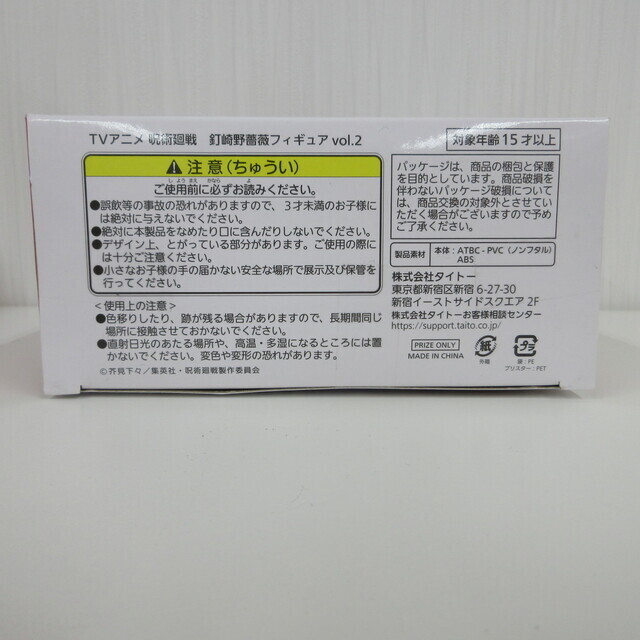 TVアニメ 呪術廻戦　釘崎野薔薇フィギュア vol.2
対象年齢 15 才以上
注 意 (ちゅうい)
しよう まえ かなら よ
ご使用前に必ずお読みください。
●誤飲等の事故の恐れがありますので、3才未満のお子様に
は絶対に与えないでください。
●絶対に本製品をなめたり口に含んだりしないでください。
●デザイン上、とがっている部分があります。ご使用の際に
は十分ご注意ください。
●小さなお子様の手の届かない安全な場所で展示及び保管を
行ってください。
<使用上の注意>
●色移りしたり、跡が残る場合がありますので、長期間同じ
場所に接触させておかないでください。
●直射日光のあたる場所や、高温・多湿になるところには置
かないでください。変色や変形の恐れがあります。
©芥見下々／集英社・呪術廻戦製作委員会
パッケージは、商品の梱包と保護
を目的としています。商品破損を
伴わないパッケージ破損について
は、商品交換の対象外とさせてい
ただく場合がございますので予め
ご了承ください。
製品素材
本体：ATBC - PVC（ノンフタル）
ABS
株式会社タイトー
東京都新宿区新宿 6-27-30
新宿イーストサイドスクエア 2F
株式会社タイトーお客様相談センター
https://support.taito.co.jp/
PRIZE ONLY
MADE IN CHINA
紙
外箱
プラ
袋：PE
ブリスター：PET